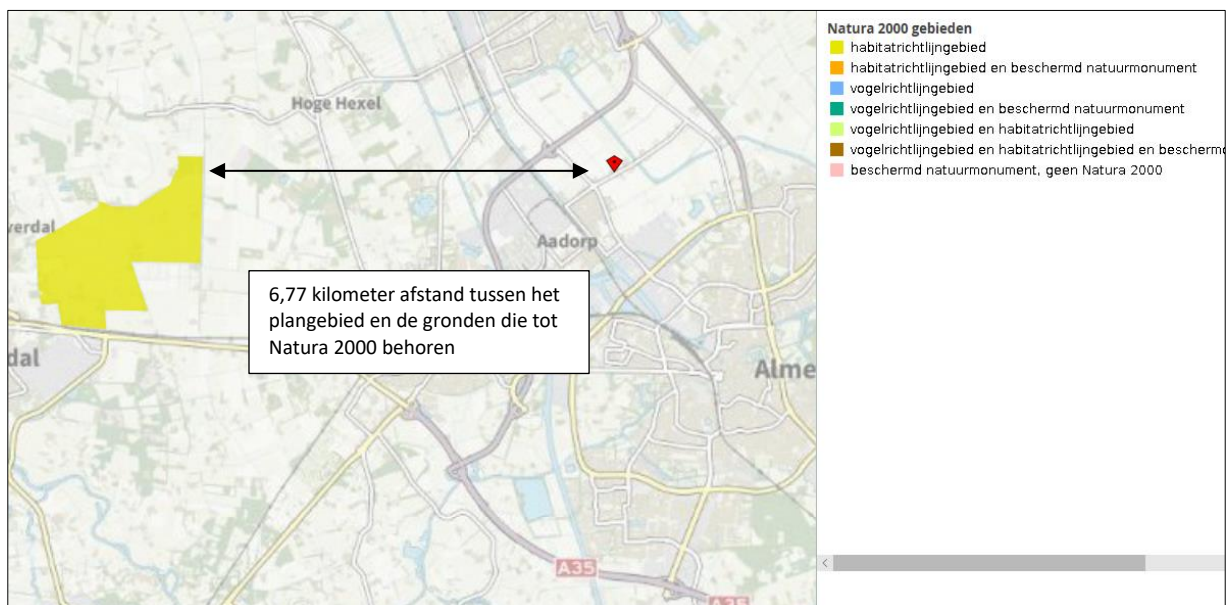 Natura 2000 gebieden
habitatrichtlijngebied
habitatrichtlijngebied en beschermd natuurmonument
vogelrichtlijngebied
vogelrichtlijngebied en beschermd natuurmonument
vogelrichtlijngebied en habitatrichtlijngebied
vogelrichtlijngebied en habitatrichtlijngebied en bescherm
beschermd natuurmonument, geen Natura 2000
Hoge Hexel
verdal
Aadorp
6,77 kilometer afstand tussen het
plangebied en de gronden die tot
Natura 2000 behoren
dal
Alme
A35
A35